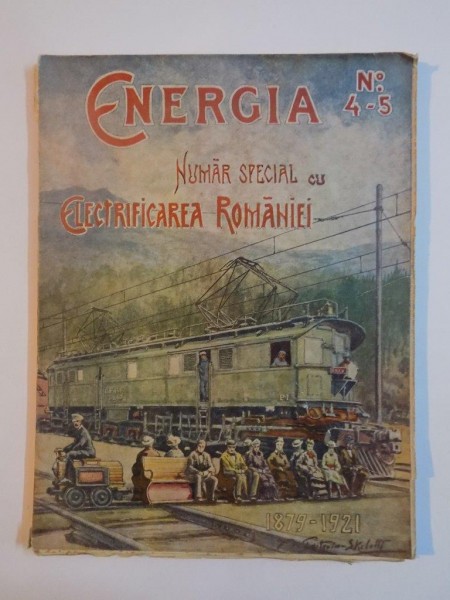 ENERGIA
No.
4-5
NUMĂR SPECIAL CU
ELECTRIFICAREA ROMÂNIEI
1879-1921